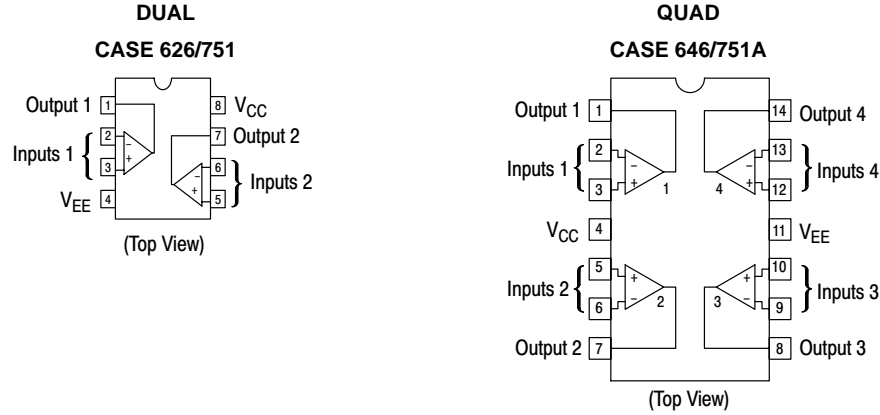 DUAL
CASE 626/751
Output 1 1 8 VCC
7 Output 2
Inputs 1 { 2 −
3 +
− 6 } Inputs 2
+ 5
VEE 4
(Top View)
QUAD
CASE 646/751A
Output 1 1 14 Output 4
Inputs 1 { 2 − − 13 } Inputs 4
3 + 1 4 + 12
VCC 4 11 VEE
Inputs 2 { 5 + + 10 } Inputs 3
6 − 2 3 − 9
Output 2 7 8 Output 3
(Top View)